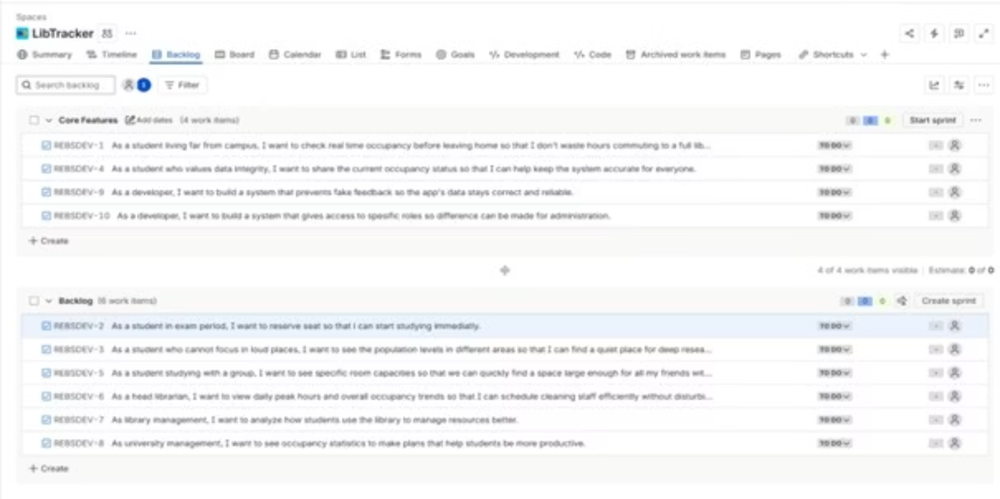 Spaces
LibTracker
Summary Timeline Backlog Board Calendar List Forms Goals Development Code Archived work items Pages Shortcuts
Search backlog Filter
Core Features Add dates (4 work items) 0 0 0 Start sprint
REBSDEV-1 As a student living far from campus, I want to check real time occupancy before leaving home so that I don't waste hours commuting to a full lib... TO DO
REBSDEV-4 As a student who values data integrity, I want to share the current occupancy status so that I can help keep the system accurate for everyone. TO DO
REBSDEV-9 As a developer, I want to build a system that prevents fake feedback so the app's data stays correct and reliable. TO DO
REBSDEV-10 As a developer, I want to build a system that gives access to spesific roles so difference can be made for administration. TO DO
+ Create
4 of 4 work items visible | Estimate: 0 of 0
Backlog (6 work items) 0 0 0 Create sprint
REBSDEV-2 As a student in exam period, I want to reserve seat so that I can start studying immediatly. TO DO
REBSDEV-3 As a student who cannot focus in loud places, I want to see the population levels in different areas so that I can find a quiet place for deep resea... TO DO
REBSDEV-5 As a student studying with a group, I want to see specific room capacities so that we can quickly find a space large enough for all my friends wit... TO DO
REBSDEV-6 As a head librarian, I want to view daily peak hours and overall occupancy trends so that I can schedule cleaning staff efficiently without disturbi... TO DO
REBSDEV-7 As library management, I want to analyze how students use the library to manage resources better. TO DO
REBSDEV-8 As university management, I want to see occupancy statistics to make plans that help students be more productive. TO DO
+ Create